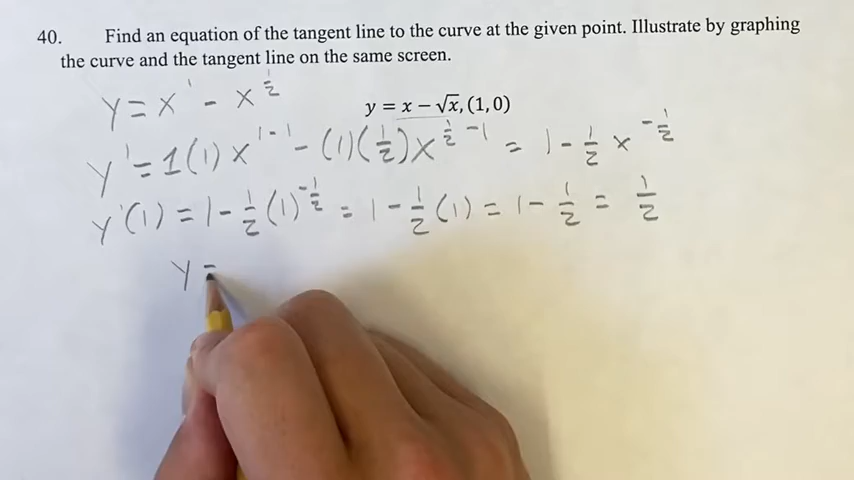 40. Find an equation of the tangent line to the curve at the given point. Illustrate by graphing
the curve and the tangent line on the same screen.
y = x^1 - x^{1/2}
y = x − √x, (1, 0)
y' = 1(1)x^{1-1} - (1)(1/2)x^{1/2 - 1} = 1 - 1/2 x^{-1/2}
y'(1) = 1 - 1/2 (1)^{-1/2} = 1 - 1/2 (1) = 1 - 1/2 = 1/2
y =